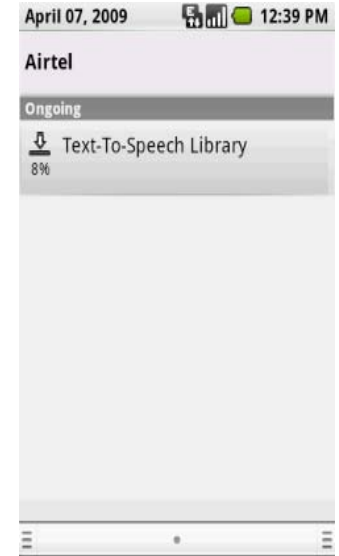 April 07, 2009 E 12:39 PM
Airtel
Ongoing
Text-To-Speech Library
8%